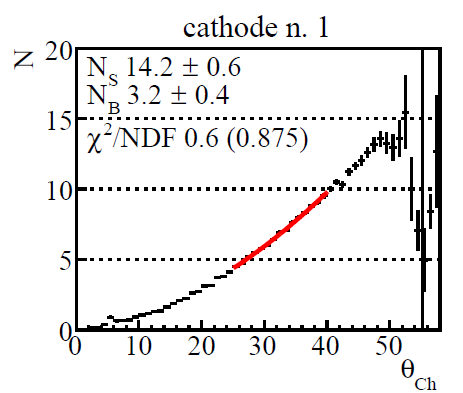 cathode n. 1
N
20
15
10
5
0
N_S 14.2 ± 0.6
N_B 3.2 ± 0.4
χ²/NDF 0.6 (0.875)
0 10 20 30 40 50
θ_Ch